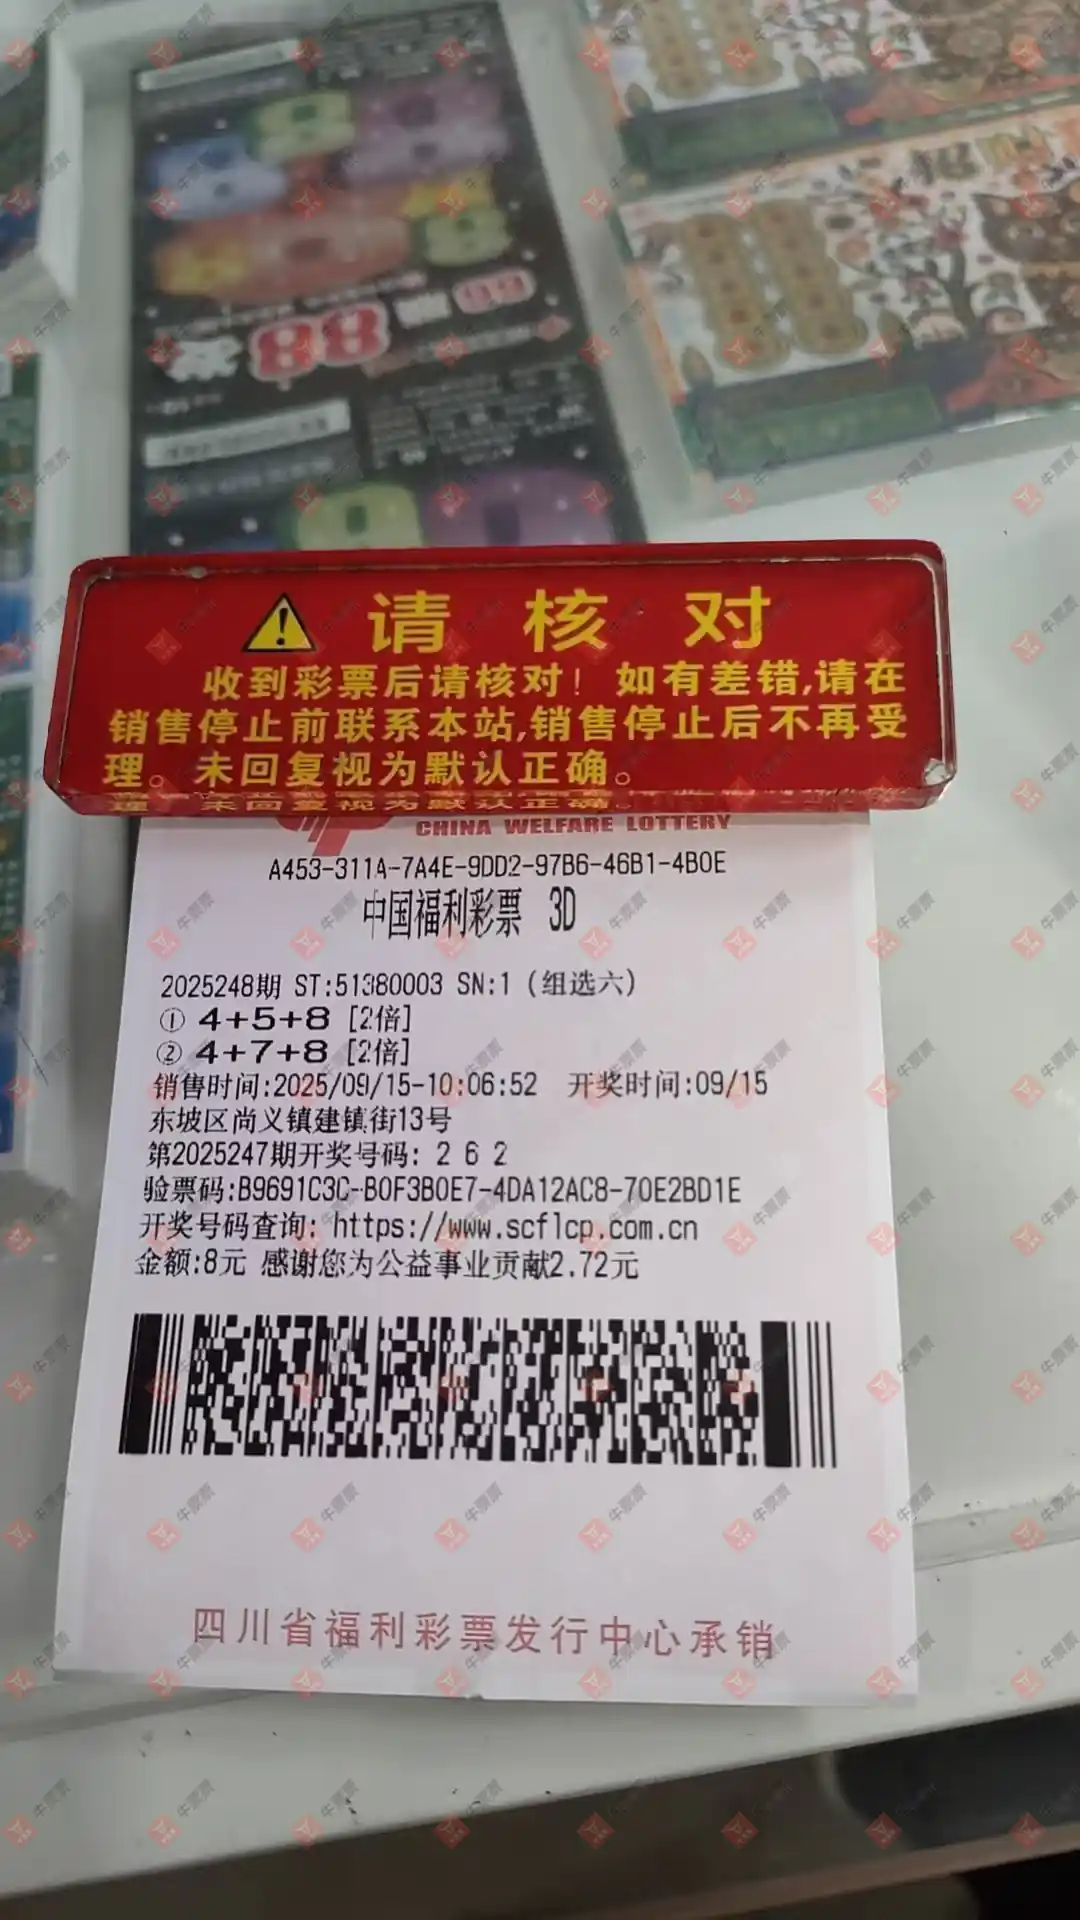 88
请核对
收到彩票后请核对！如有差错,请在
销售停止前联系本站,销售停止后不再受
理。未回复视为默认正确。
CHINA WELFARE LOTTERY
A453-311A-7A4E-9DD2-97B6-46B1-4B0E
中国福利彩票 3D
2025248期 ST:51380003 SN:1 (组选六)
① 4+5+8 [2倍]
② 4+7+8 [2倍]
销售时间:2025/09/15-10:06:52 开奖时间:09/15
东坡区尚义镇建镇街13号
第2025247期开奖号码: 2 6 2
验票码:B9691C3C-B0F3B0E7-4DA12AC8-70E2BD1E
开奖号码查询: https://www.scflcp.com.cn
金额:8元 感谢您为公益事业贡献2.72元
四川省福利彩票发行中心承销
牛票票